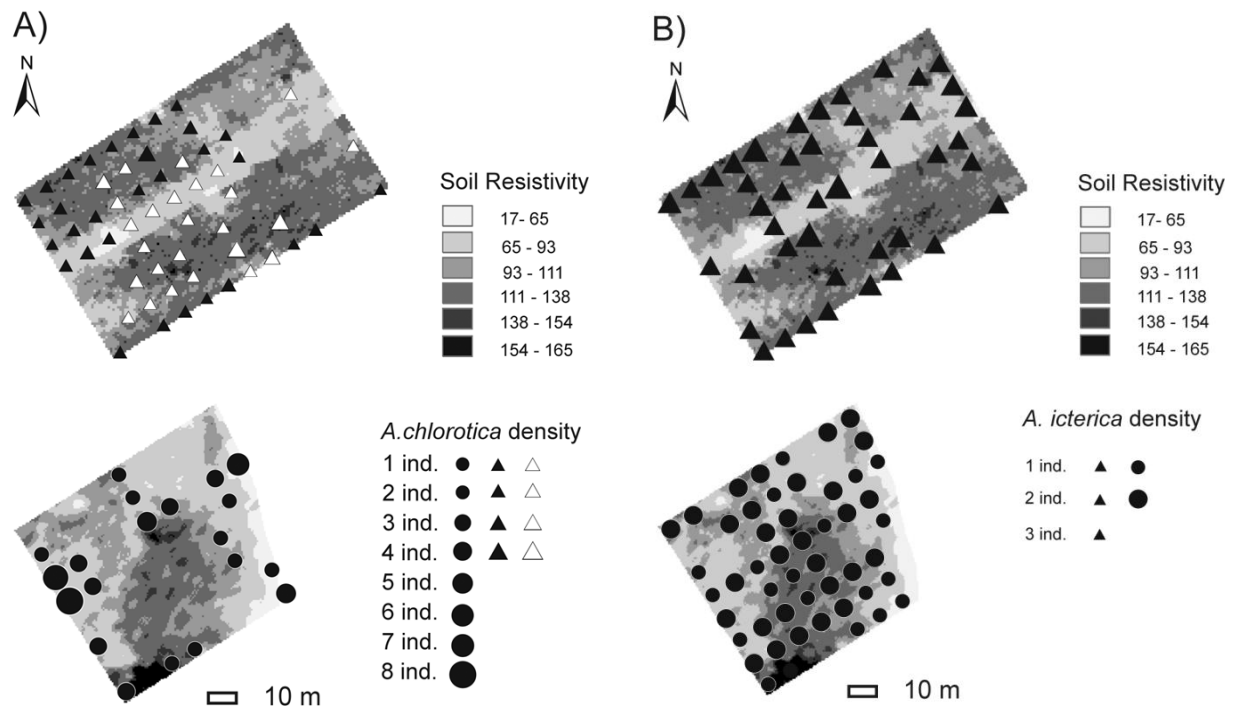 A)
N
Soil Resistivity
17- 65
65 - 93
93 - 111
111 - 138
138 - 154
154 - 165
A.chlorotica density
1 ind.
2 ind.
3 ind.
4 ind.
5 ind.
6 ind.
7 ind.
8 ind.
10 m
B)
N
Soil Resistivity
17- 65
65 - 93
93 - 111
111 - 138
138 - 154
154 - 165
A. icterica density
1 ind.
2 ind.
3 ind.
10 m